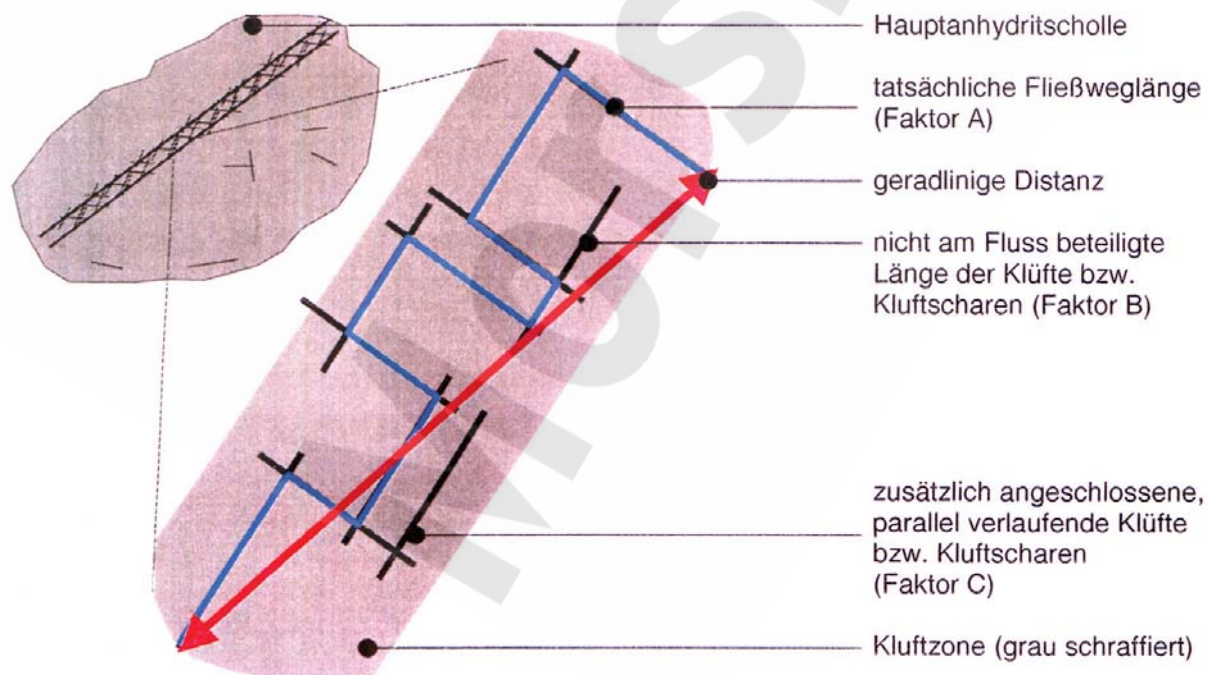 Hauptanhydritscholle
tatsächliche Fließweglänge
(Faktor A)
geradlinige Distanz
nicht am Fluss beteiligte
Länge der Klüfte bzw.
Kluftscharen (Faktor B)
zusätzlich angeschlossene,
parallel verlaufende Klüfte
bzw. Kluftscharen
(Faktor C)
Kluftzone (grau schraffiert)